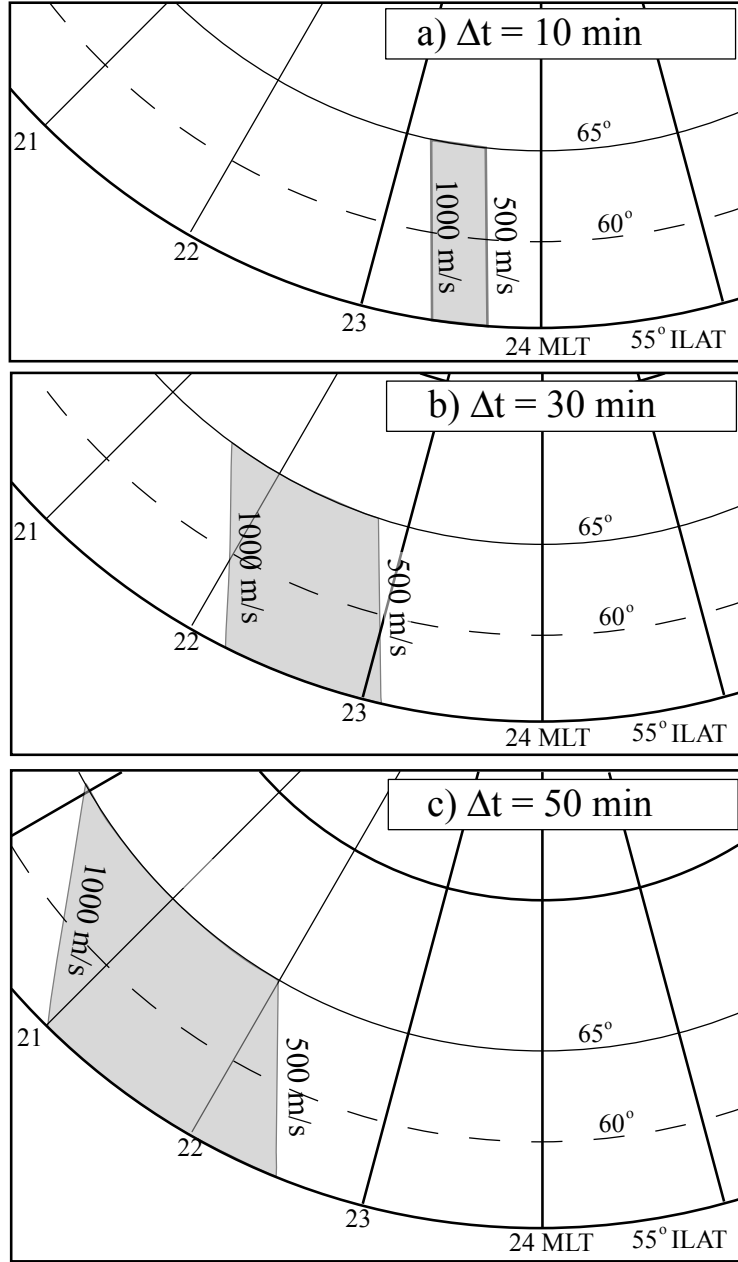 a) Δt = 10 min
21
65°
1000 m/s
500 m/s
60°
22
23
24 MLT
55° ILAT
b) Δt = 30 min
21
65°
1000 m/s
500 m/s
60°
22
23
24 MLT
55° ILAT
c) Δt = 50 min
1000 m/s
21
65°
500 m/s
60°
22
23
24 MLT
55° ILAT